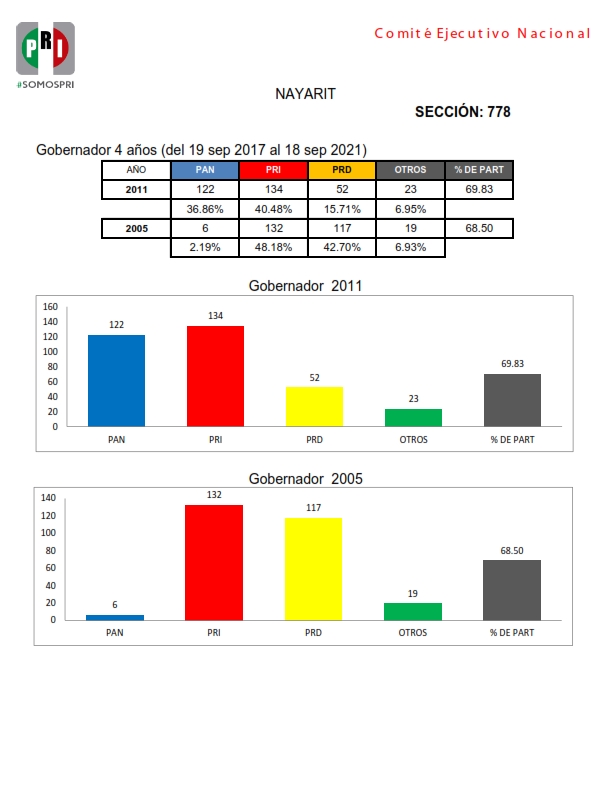 Comité Ejecutivo Nacional
PRI
#SOMOSPRI
NAYARIT
SECCIÓN: 778
Gobernador 4 años (del 19 sep 2017 al 18 sep 2021)
AÑO PAN PRI PRD OTROS % DE PART
2011 122 134 52 23 69.83
36.86% 40.48% 15.71% 6.95%
2005 6 132 117 19 68.50
2.19% 48.18% 42.70% 6.93%
Gobernador 2011
160
140
120
100
80
60
40
20
0
122
134
52
23
69.83
PAN PRI PRD OTROS % DE PART
Gobernador 2005
140
120
100
80
60
40
20
0
6
132
117
19
68.50
PAN PRI PRD OTROS % DE PART